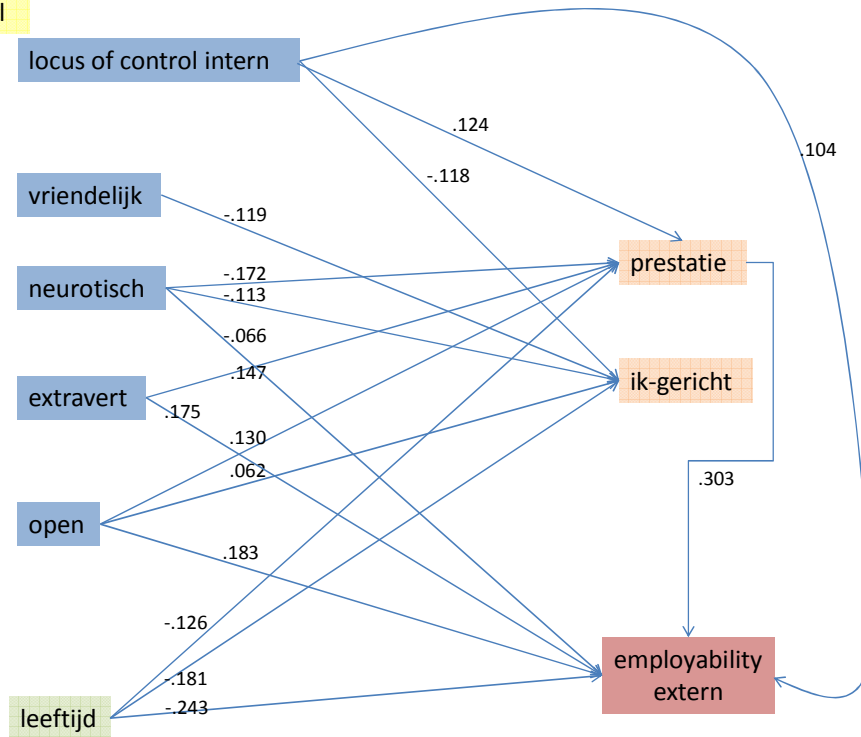 l
locus of control intern
.124
.104
-.118
vriendelijk
-.119
prestatie
neurotisch
-.172
-.113
-.066
.147
ik-gericht
extravert
.175
.130
.062
.303
open
.183
-.126
employability
extern
-.181
-.243
leeftijd